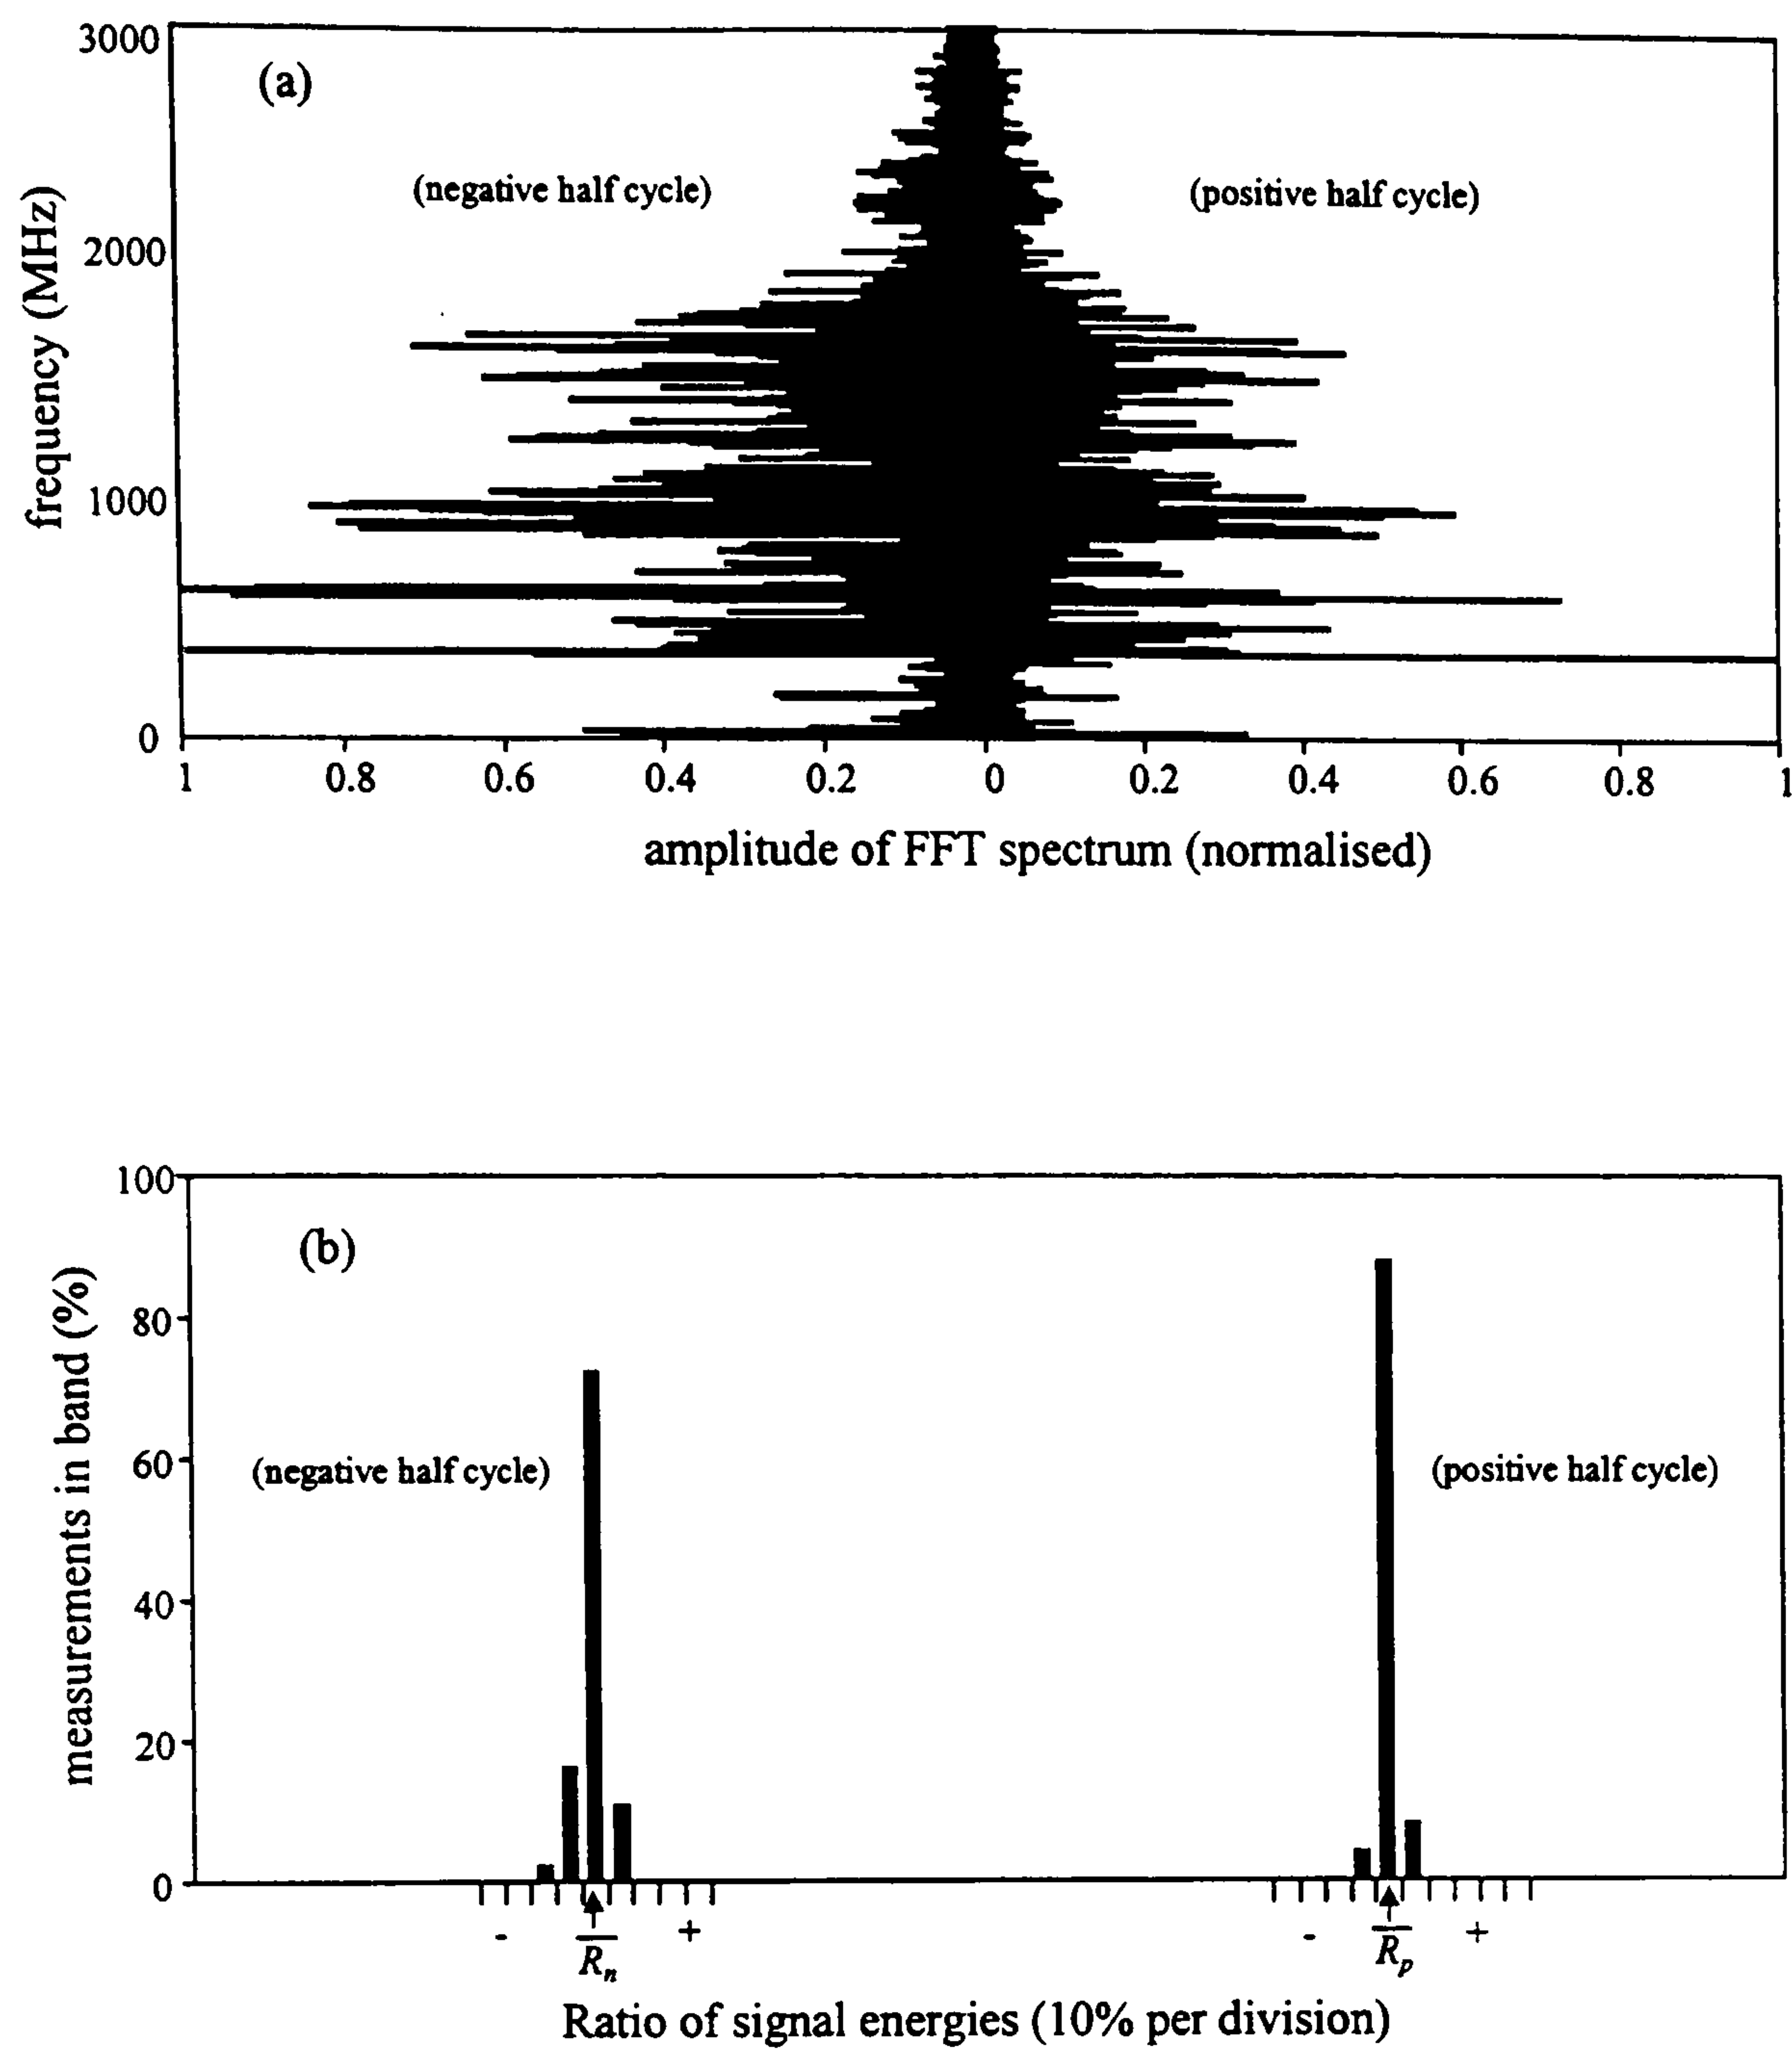 3000
(a)
(negative half cycle)
(positive half cycle)
2000
1000
0
frequency (MHz)
1 0.8 0.6 0.4 0.2 0 0.2 0.4 0.6 0.8 1
amplitude of FFT spectrum (normalised)
100
(b)
80
60
(negative half cycle)
(positive half cycle)
40
20
0
measurements in band (%)
- + - +
R̅n R̅p
Ratio of signal energies (10% per division)